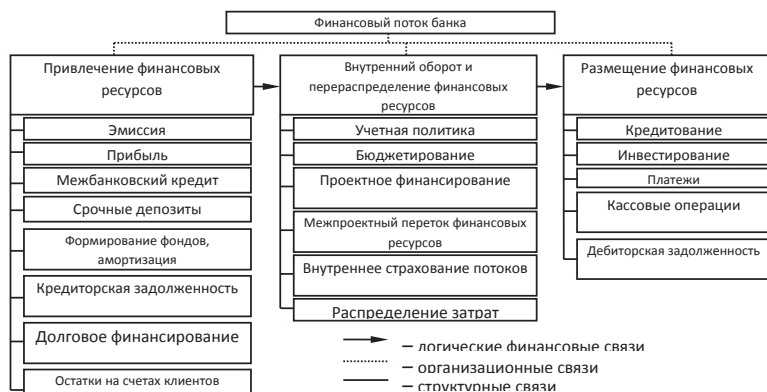 Финансовый поток банка
Привлечение финансовых
ресурсов
Эмиссия
Прибыль
Межбанковский кредит
Срочные депозиты
Формирование фондов,
амортизация
Кредиторская задолженность
Долговое финансирование
Остатки на счетах клиентов
Внутренний оборот и
перераспределение финансовых
ресурсов
Учетная политика
Бюджетирование
Проектное финансирование
Межпроектный переток финансовых
ресурсов
Внутреннее страхование потоков
Распределение затрат
Размещение финансовых
ресурсов
Кредитование
Инвестирование
Платежи
Кассовые операции
Дебиторская задолженность
– логические финансовые связи
– организационные связи
– структурные связи